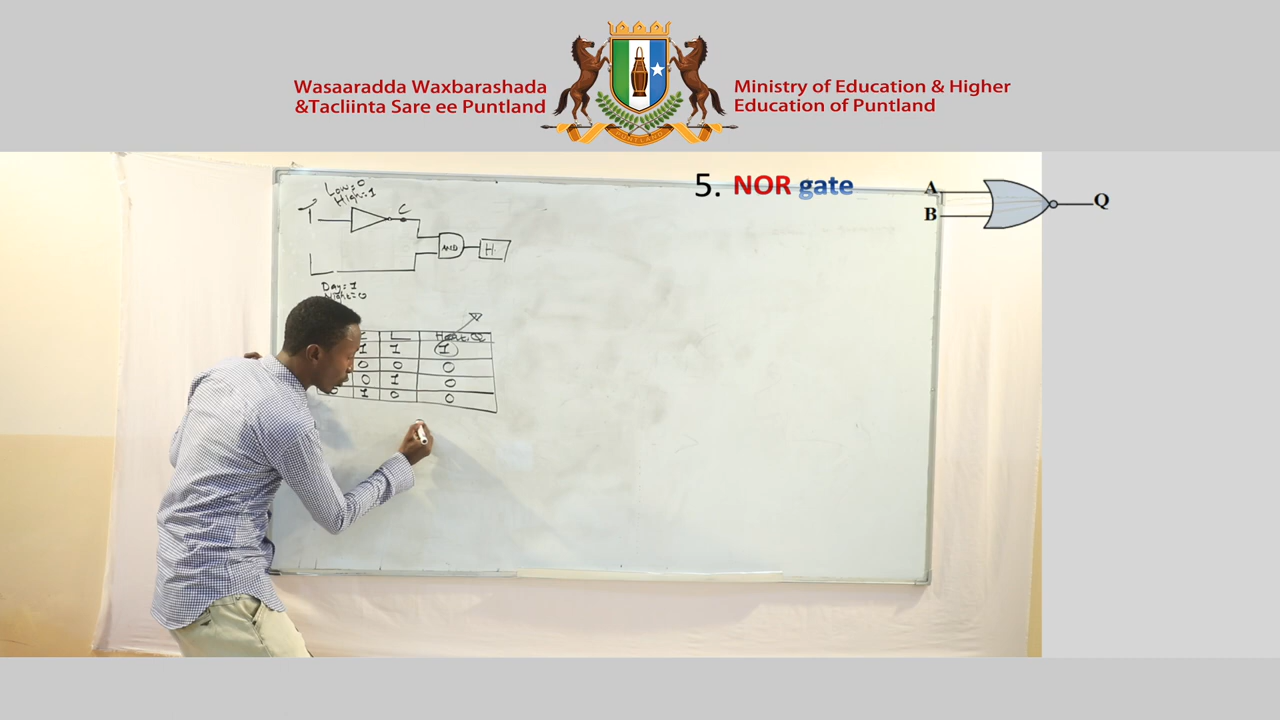 Wasaaradda Waxbarashada
&Tacliinta Sare ee Puntland
Ministry of Education & Higher
Education of Puntland
PUNTLAND
5. NOR gate
A
B
Q
Low=0
High=1
T
C
AND
H.
L
Day=1
Night=0
L
1 1 1
0 0 0
0 1 0
0 1 0 0